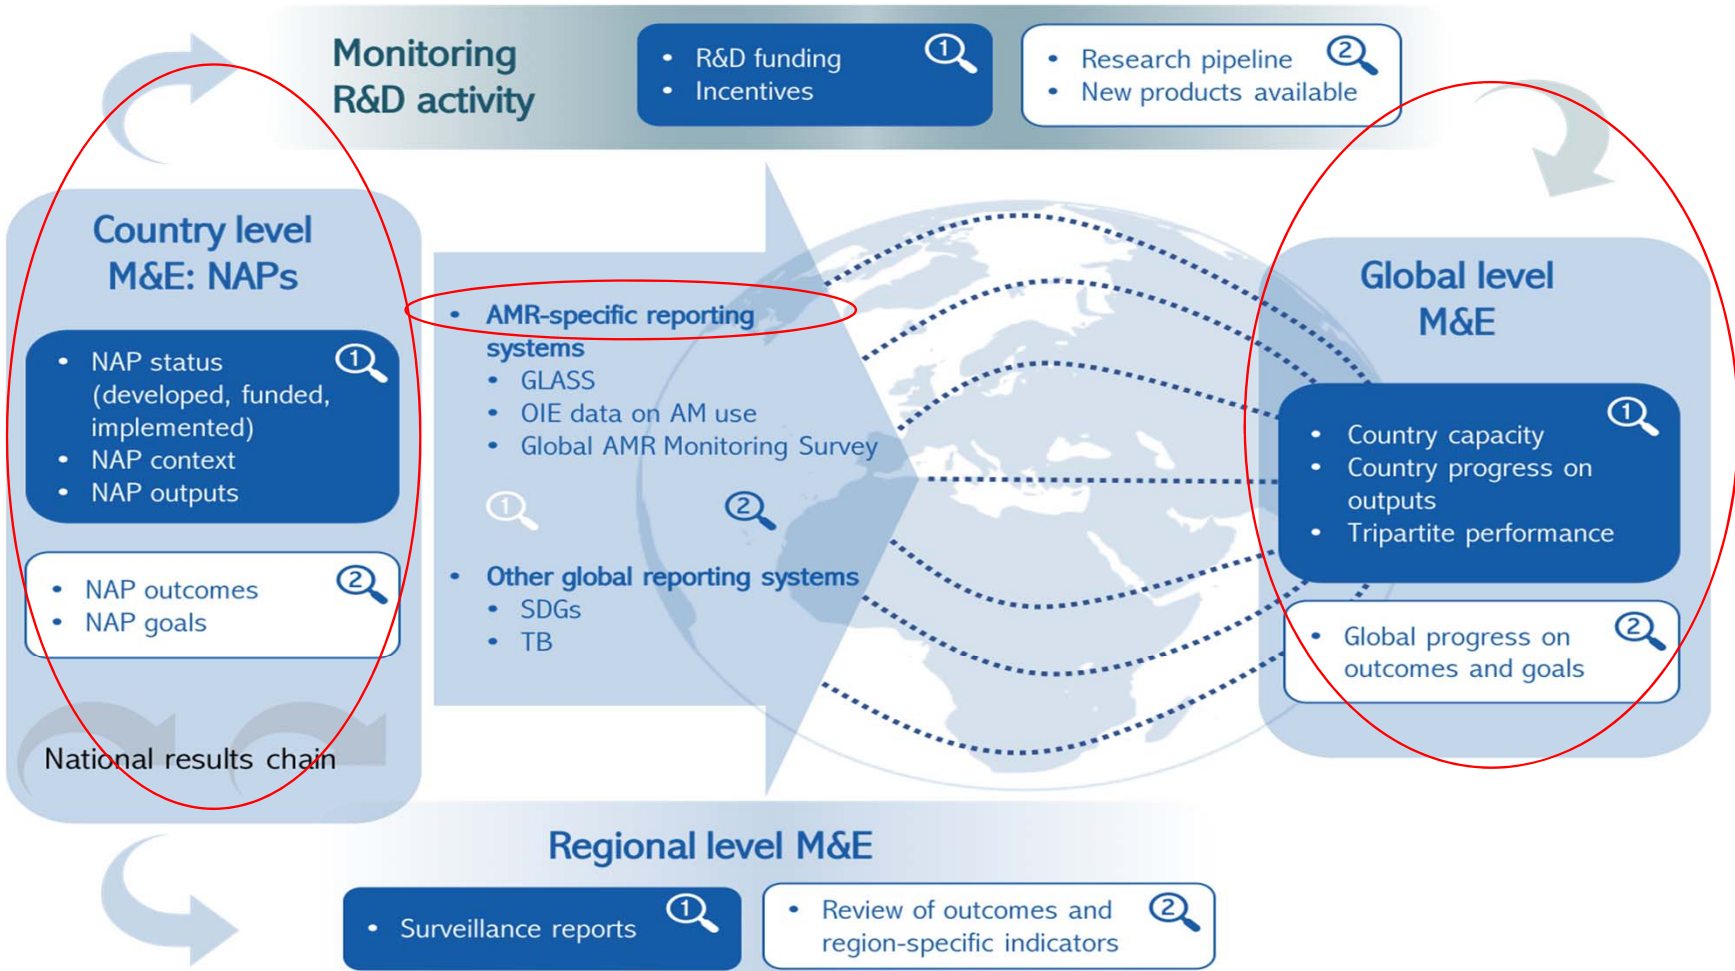 Monitoring
R&D activity
• R&D funding
• Incentives
1
• Research pipeline
• New products available
2
Country level
M&E: NAPs
• NAP status
(developed, funded,
implemented)
• NAP context
• NAP outputs
1
• NAP outcomes
• NAP goals
2
National results chain
• AMR-specific reporting
systems
• GLASS
• OIE data on AM use
• Global AMR Monitoring Survey
1
2
• Other global reporting systems
• SDGs
• TB
Global level
M&E
• Country capacity
• Country progress on
outputs
• Tripartite performance
1
• Global progress on
outcomes and goals
2
Regional level M&E
• Surveillance reports
1
• Review of outcomes and
region-specific indicators
2